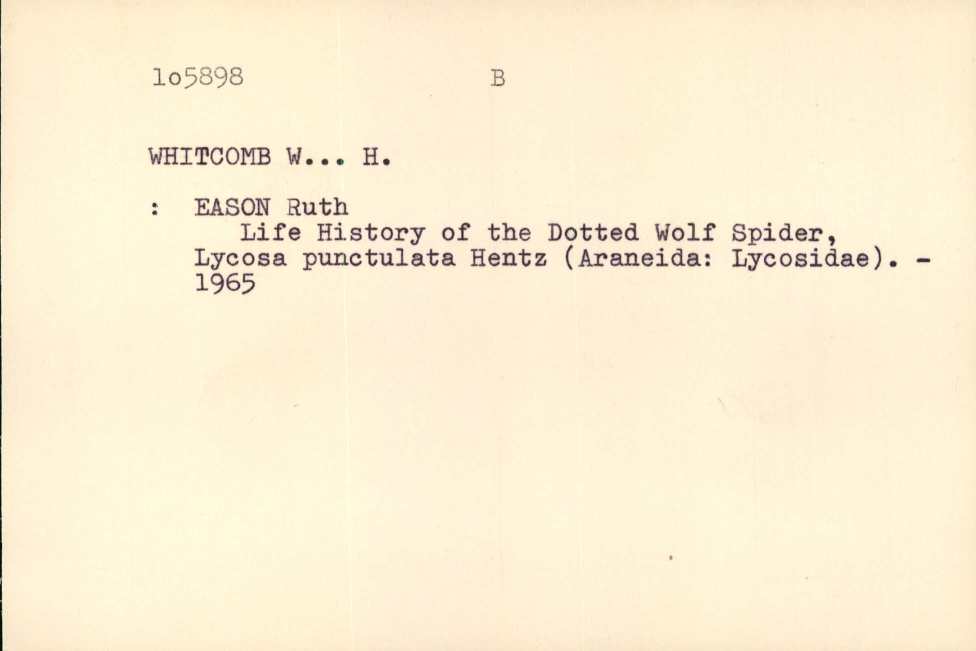 1o5898 B
WHITCOMB W... H.
: EASON Ruth
Life History of the Dotted Wolf Spider,
Lycosa punctulata Hentz (Araneida: Lycosidae). -
1965